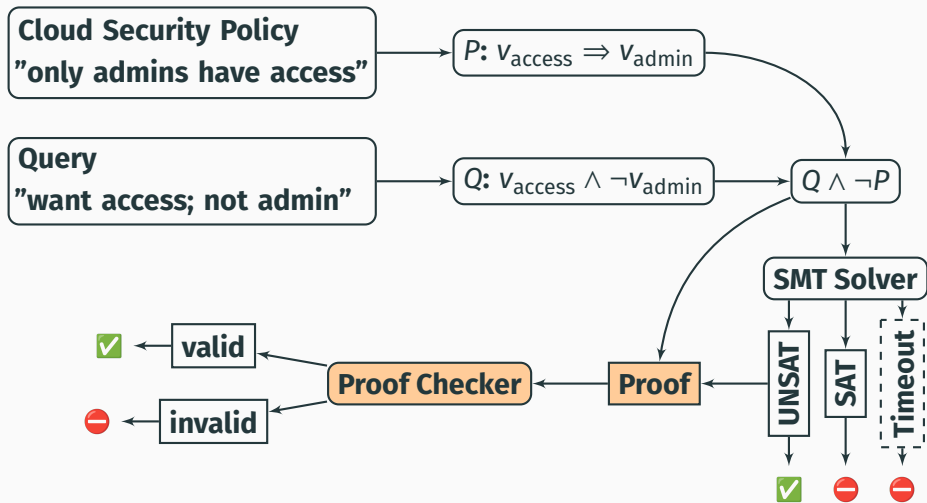 Cloud Security Policy
”only admins have access”
P: v_access ⇒ v_admin
Query
”want access; not admin”
Q: v_access ∧ ¬v_admin
Q ∧ ¬P
SMT Solver
UNSAT
SAT
Timeout
valid
Proof Checker
Proof
invalid